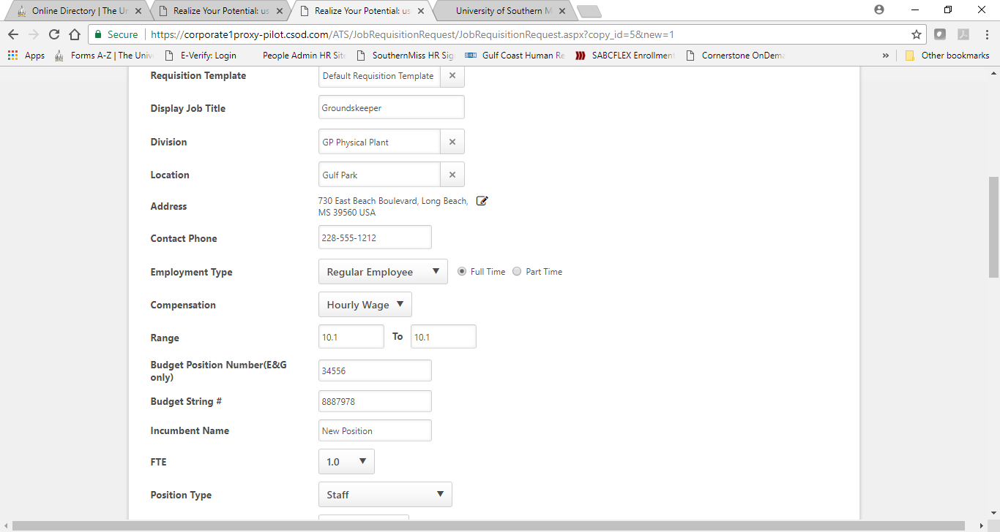 Online Directory | The Un
Realize Your Potential: us
Realize Your Potential: us
University of Southern M
Secure | https://corporate1proxy-pilot.csod.com/ATS/JobRequisitionRequest/JobRequisitionRequest.aspx?copy_id=5&new=1
Apps Forms A-Z | The Univ E-Verify: Login People Admin HR Site SouthernMiss HR Sig Gulf Coast Human Re SABCFLEX Enrollment Cornerstone OnDema » Other bookmarks
Requisition Template Default Requisition Template
Display Job Title Groundskeeper
Division GP Physical Plant
Location Gulf Park
Address 730 East Beach Boulevard, Long Beach,
MS 39560 USA
Contact Phone 228-555-1212
Employment Type Regular Employee Full Time Part Time
Compensation Hourly Wage
Range 10.1 To 10.1
Budget Position Number(E&G
only) 34556
Budget String # 8887978
Incumbent Name New Position
FTE 1.0
Position Type Staff